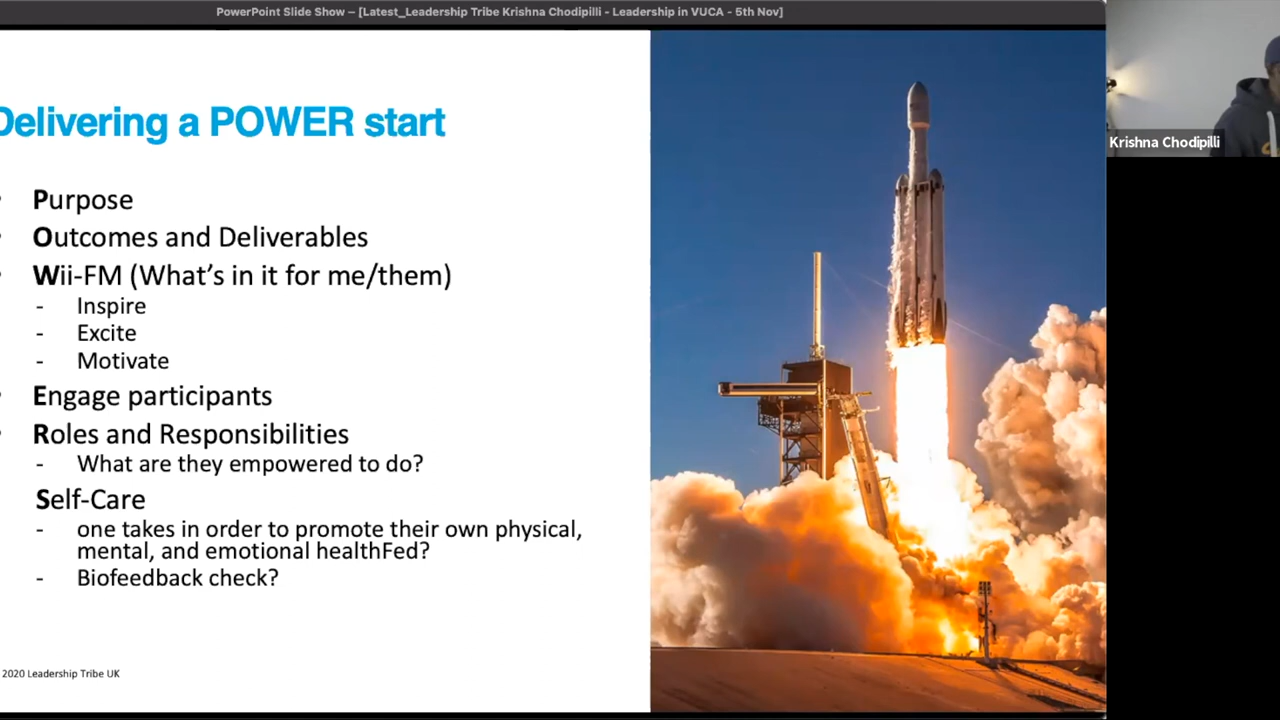 PowerPoint Slide Show – [Latest_Leadership Tribe Krishna Chodipilli - Leadership in VUCA - 5th Nov]
Delivering a POWER start
Purpose
Outcomes and Deliverables
Wii-FM (What's in it for me/them)
- Inspire
- Excite
- Motivate
Engage participants
Roles and Responsibilities
- What are they empowered to do?
Self-Care
- one takes in order to promote their own physical,
mental, and emotional healthFed?
- Biofeedback check?
2020 Leadership Tribe UK
Krishna Chodipilli